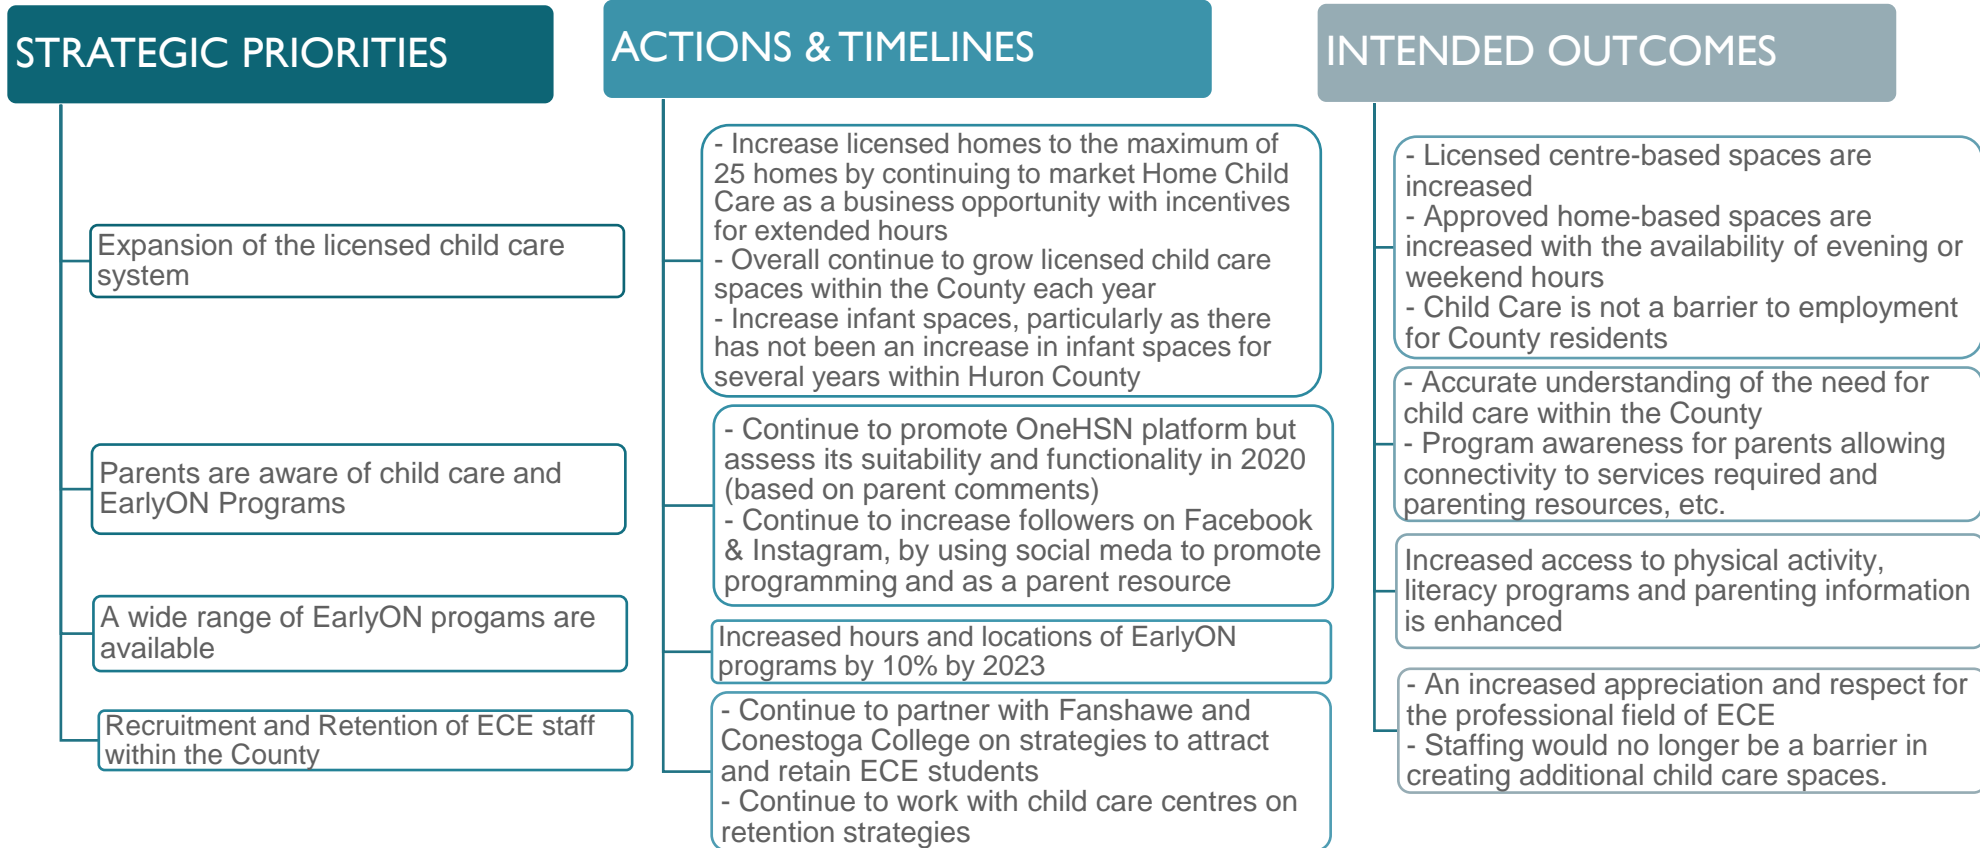 STRATEGIC PRIORITIES
Expansion of the licensed child care
system
Parents are aware of child care and
EarlyON Programs
A wide range of EarlyON progams are
available
Recruitment and Retention of ECE staff
within the County
ACTIONS & TIMELINES
- Increase licensed homes to the maximum of
25 homes by continuing to market Home Child
Care as a business opportunity with incentives
for extended hours
- Overall continue to grow licensed child care
spaces within the County each year
- Increase infant spaces, particularly as there
has not been an increase in infant spaces for
several years within Huron County
- Continue to promote OneHSN platform but
assess its suitability and functionality in 2020
(based on parent comments)
- Continue to increase followers on Facebook
& Instagram, by using social meda to promote
programming and as a parent resource
Increased hours and locations of EarlyON
programs by 10% by 2023
- Continue to partner with Fanshawe and
Conestoga College on strategies to attract
and retain ECE students
- Continue to work with child care centres on
retention strategies
INTENDED OUTCOMES
- Licensed centre-based spaces are
increased
- Approved home-based spaces are
increased with the availability of evening or
weekend hours
- Child Care is not a barrier to employment
for County residents
- Accurate understanding of the need for
child care within the County
- Program awareness for parents allowing
connectivity to services required and
parenting resources, etc.
Increased access to physical activity,
literacy programs and parenting information
is enhanced
- An increased appreciation and respect for
the professional field of ECE
- Staffing would no longer be a barrier in
creating additional child care spaces.